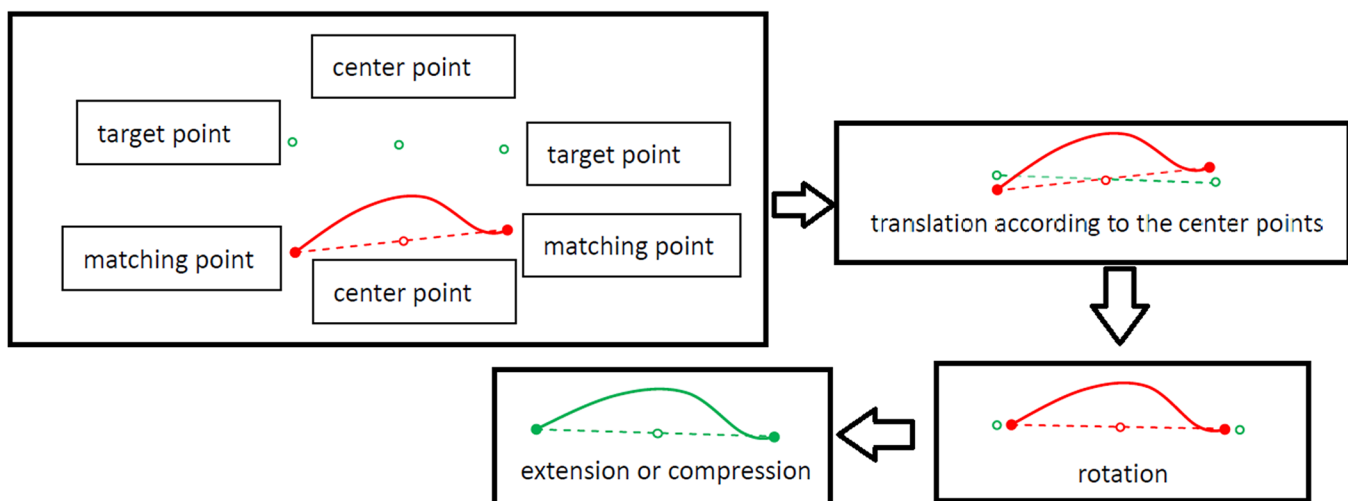 center point
target point
target point
matching point
matching point
center point
translation according to the center points
rotation
extension or compression